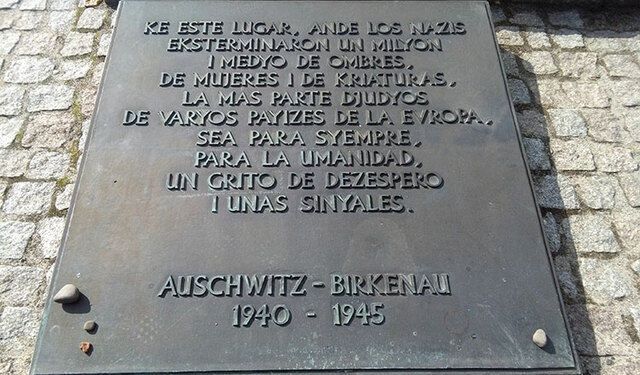 KE ESTE LUGAR, ANDE LOS NAZIS
EKSTERMINARON UN MILYON
I MEDYO DE OMBRES,
DE MUJERES I DE KRIATURAS,
LA MAS PARTE DJUDYOS
DE VARYOS PAYIZES DE LA EVROPA,
SEA PARA SYEMPRE,
PARA LA UMANIDAD,
UN GRITO DE DEZESPERO
I UNAS SINYALES.
AUSCHWITZ - BIRKENAU
1940 - 1945